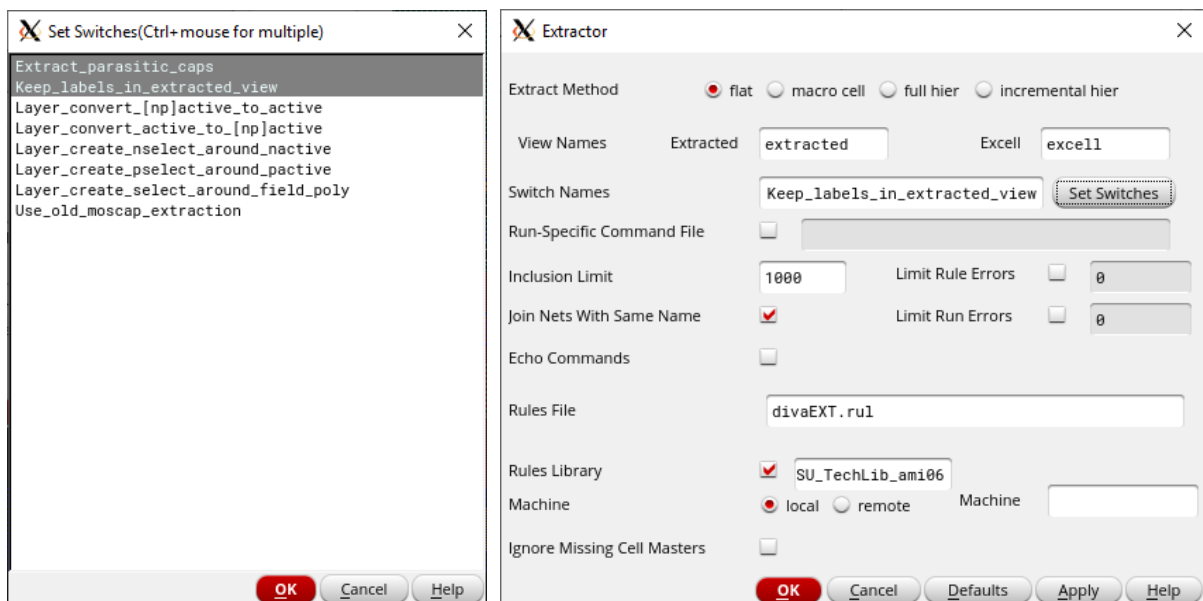 Set Switches(Ctrl+mouse for multiple)
Extract_parasitic_caps
Keep_labels_in_extracted_view
Layer_convert_[np]active_to_active
Layer_convert_active_to_[np]active
Layer_create_nselect_around_nactive
Layer_create_pselect_around_pactive
Layer_create_select_around_field_poly
Use_old_moscap_extraction
OK Cancel Help
Extractor
Extract Method flat macro cell full hier incremental hier
View Names Extracted extracted Excell excell
Switch Names Keep_labels_in_extracted_view Set Switches
Run-Specific Command File
Inclusion Limit 1000 Limit Rule Errors 0
Join Nets With Same Name Limit Run Errors 0
Echo Commands
Rules File divaEXT.rul
Rules Library SU_TechLib_ami06
Machine local remote Machine
Ignore Missing Cell Masters
OK Cancel Defaults Apply Help